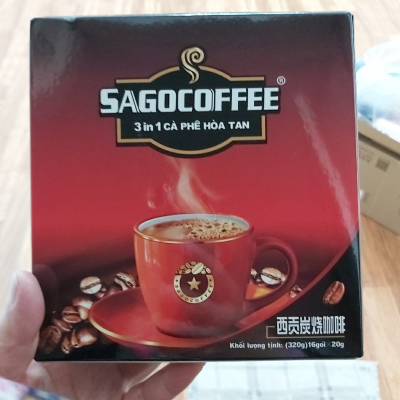 SAGOCOFFEE®
3 in 1 CÀ PHÊ HÒA TAN
SAGOCOFFEE
西贡炭烧咖啡
Khối lượng tịnh: (320g)16gói x 20g